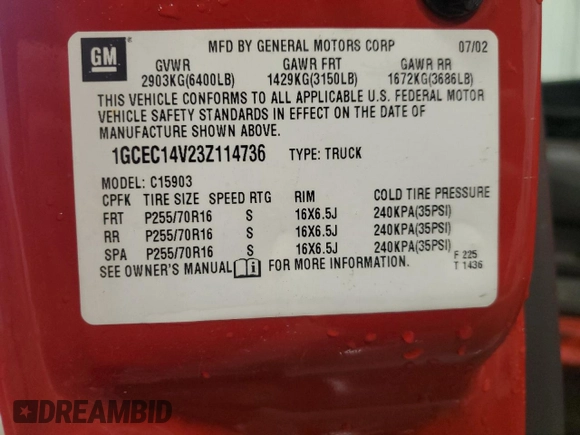 GM
MFD BY GENERAL MOTORS CORP 07/02
GVWR GAWR FRT GAWR RR
2903KG(6400LB) 1429KG(3150LB) 1672KG(3686LB)
THIS VEHICLE CONFORMS TO ALL APPLICABLE U.S. FEDERAL MOTOR
VEHICLE SAFETY STANDARDS IN EFFECT ON THE DATE OF
MANUFACTURE SHOWN ABOVE.
1GCEC14V23Z114736 TYPE: TRUCK
MODEL: C15903
CPFK TIRE SIZE SPEED RTG RIM COLD TIRE PRESSURE
FRT P255/70R16 S 16X6.5J 240KPA(35PSI)
RR P255/70R16 S 16X6.5J 240KPA(35PSI)
SPA P255/70R16 S 16X6.5J 240KPA(35PSI)
SEE OWNER'S MANUAL FOR MORE INFORMATION.
F 225
T 1436
DREAMBID